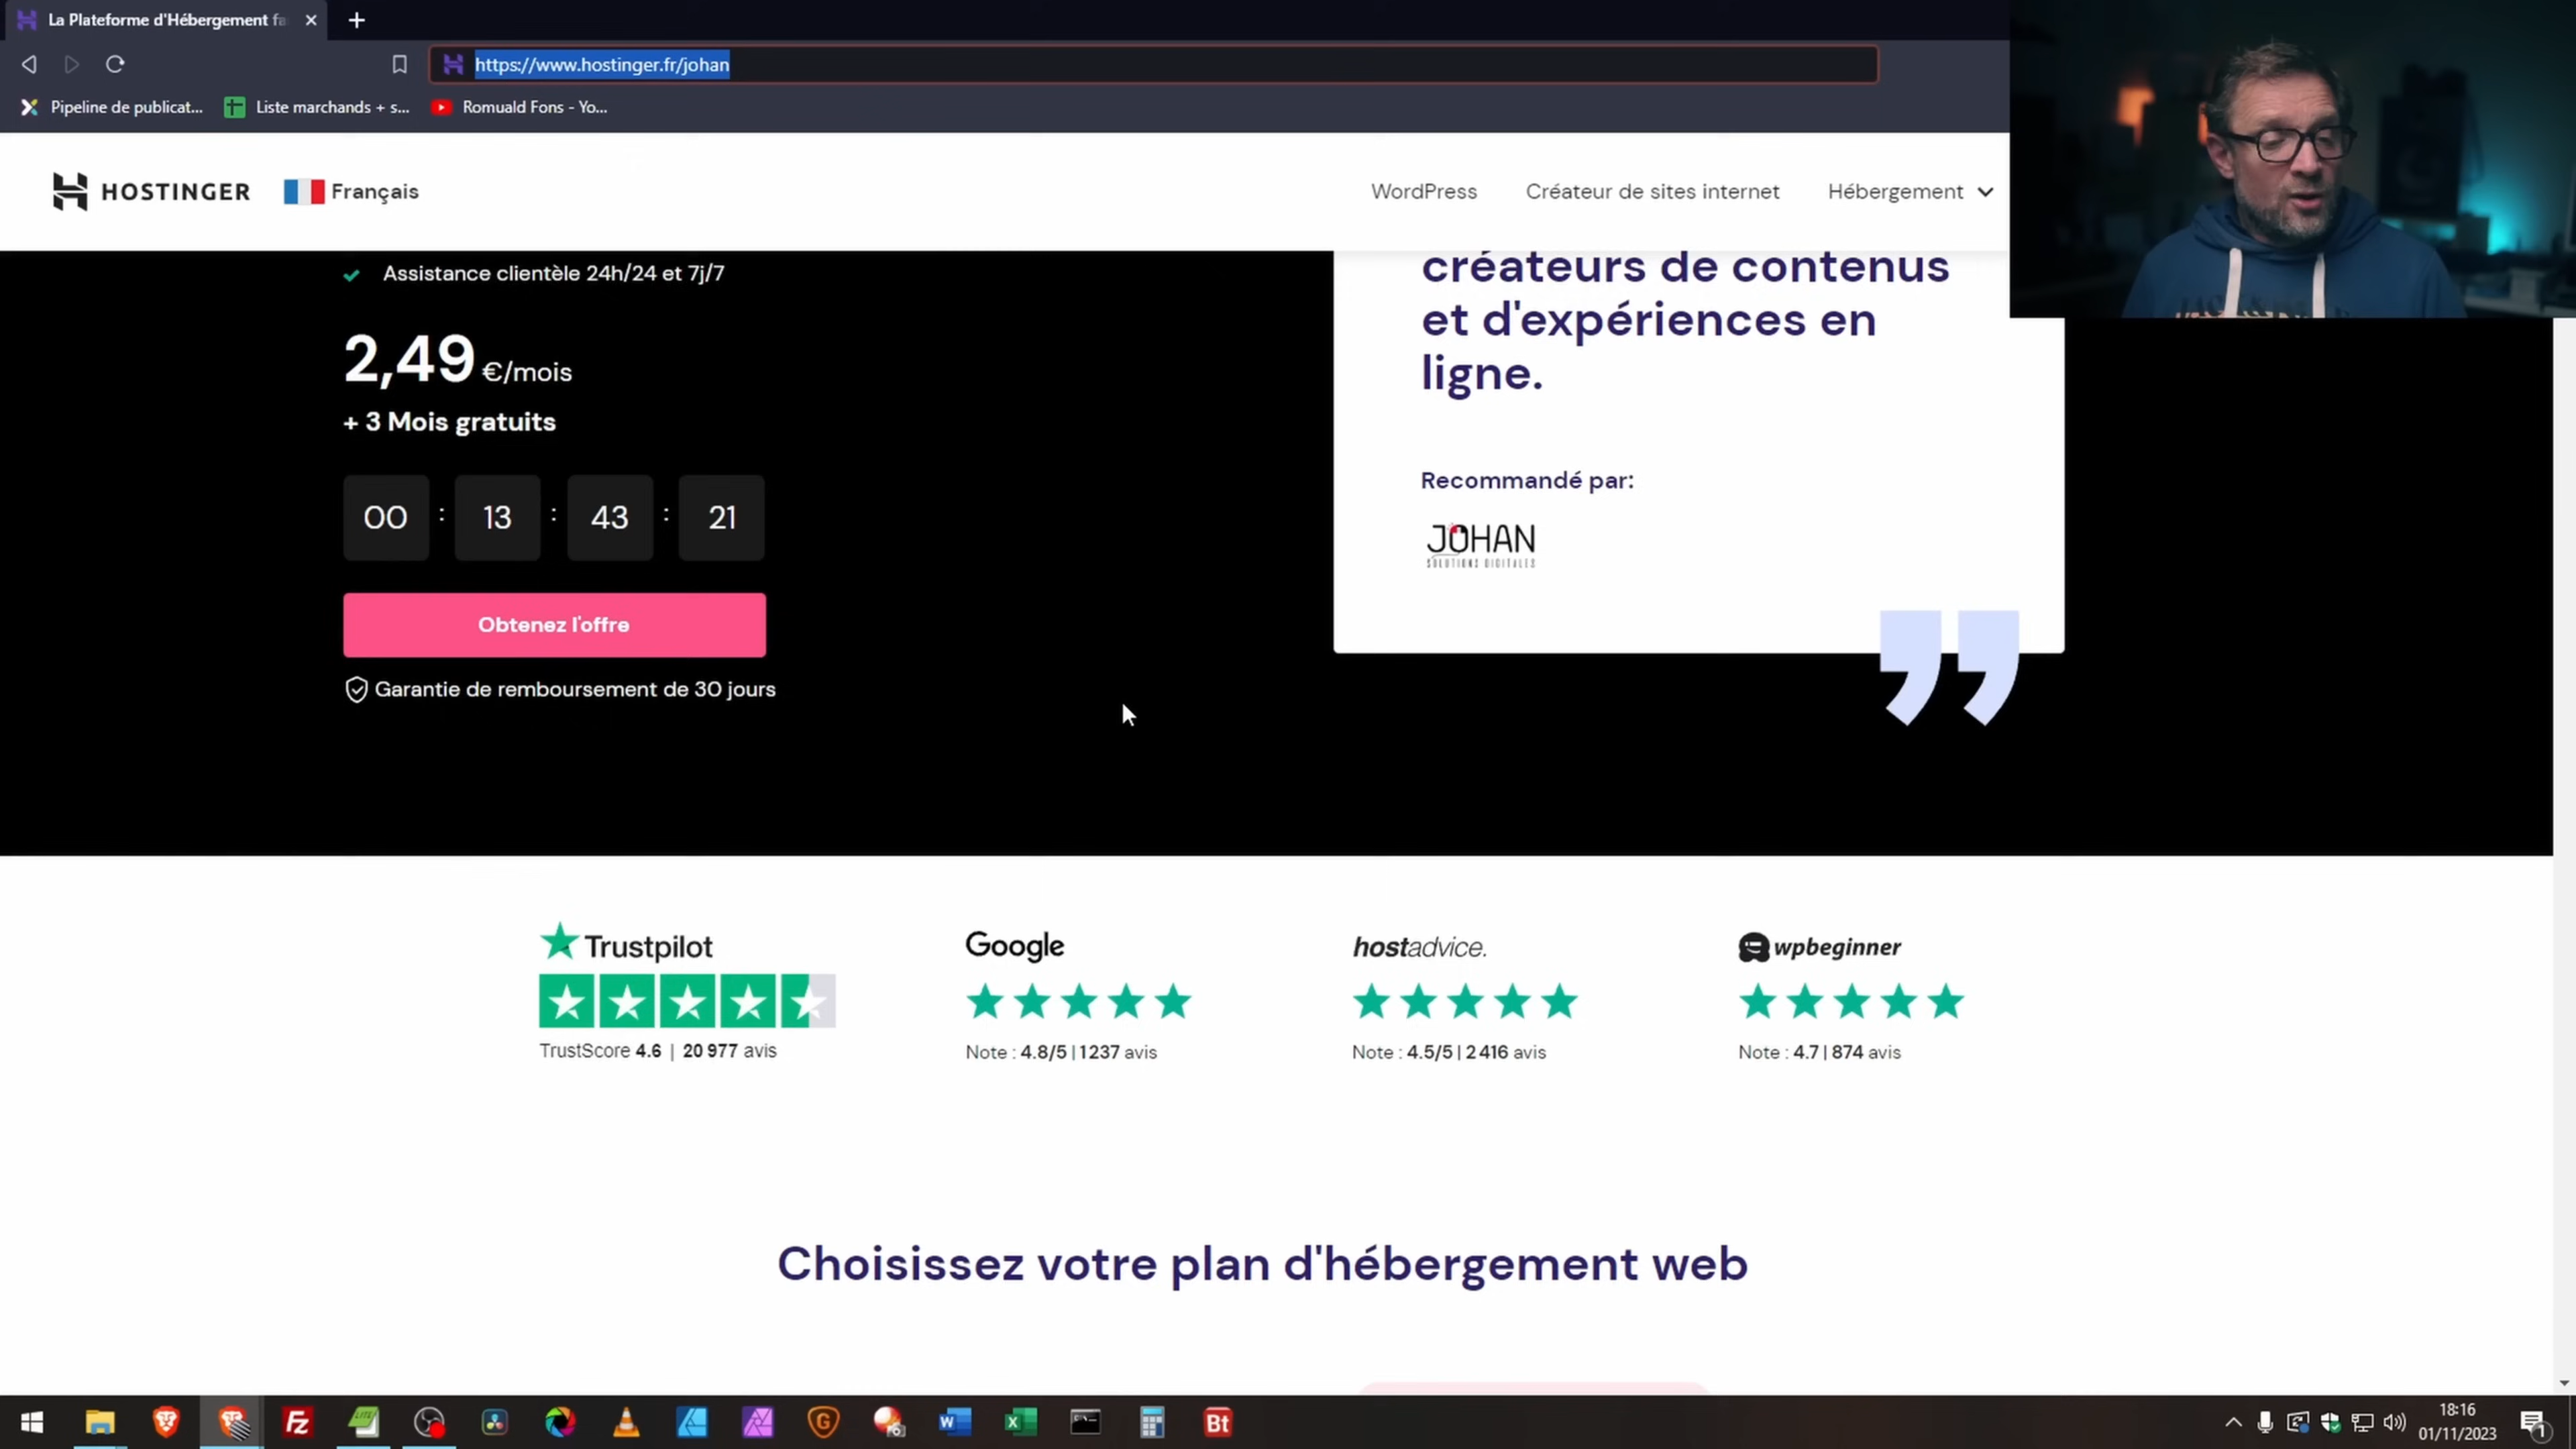 La Plateforme d'Hébergement fa
https://www.hostinger.fr/johan
Pipeline de publicat...
Liste marchands + s...
Romuald Fons - Yo...
HOSTINGER
Français
WordPress
Créateur de sites internet
Hébergement
Assistance clientèle 24h/24 et 7j/7
2,49 €/mois
+ 3 Mois gratuits
00 : 13 : 43 : 21
Obtenez l'offre
Garantie de remboursement de 30 jours
créateurs de contenus
et d'expériences en
ligne.
Recommandé par:
JOHAN
SOLUTIONS DIGITALES
Trustpilot
TrustScore 4.6 | 20 977 avis
Google
Note : 4.8/5 | 1237 avis
hostadvice.
Note : 4.5/5 | 2 416 avis
wpbeginner
Note : 4.7 | 874 avis
Choisissez votre plan d'hébergement web
18:16
01/11/2023